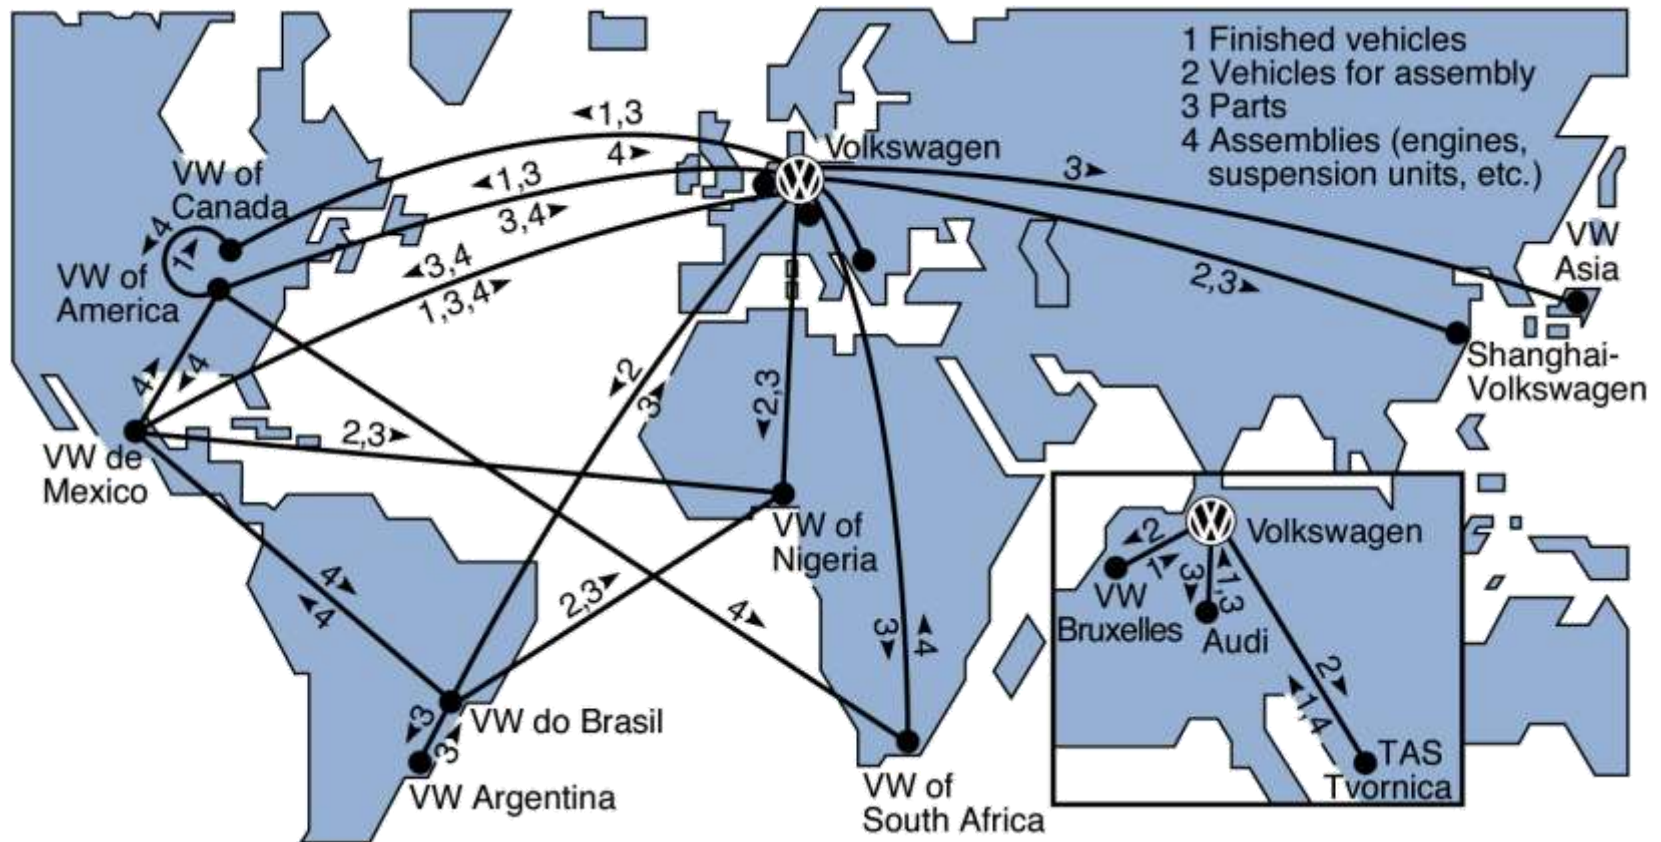 1 Finished vehicles
2 Vehicles for assembly
3 Parts
4 Assemblies (engines,
suspension units, etc.)
◄1,3
4►
Volkswagen
3►
VW of
Canada
◄1,3
3,4►
◄4
1►
VW of
America
◄3,4
1,3,4►
2,3►
VW
Asia
Shanghai-
Volkswagen
4►
◄4
◄2
3►
◄2,3
VW de
Mexico
2,3►
VW of
Nigeria
4►
◄4
2,3►
4►
3►
◄4
◄3
3►
VW do Brasil
VW Argentina
VW of
South Africa
Volkswagen
◄2
1►
3►
◄1,3
VW
Bruxelles
Audi
2►
◄1,4
TAS
Tvornica